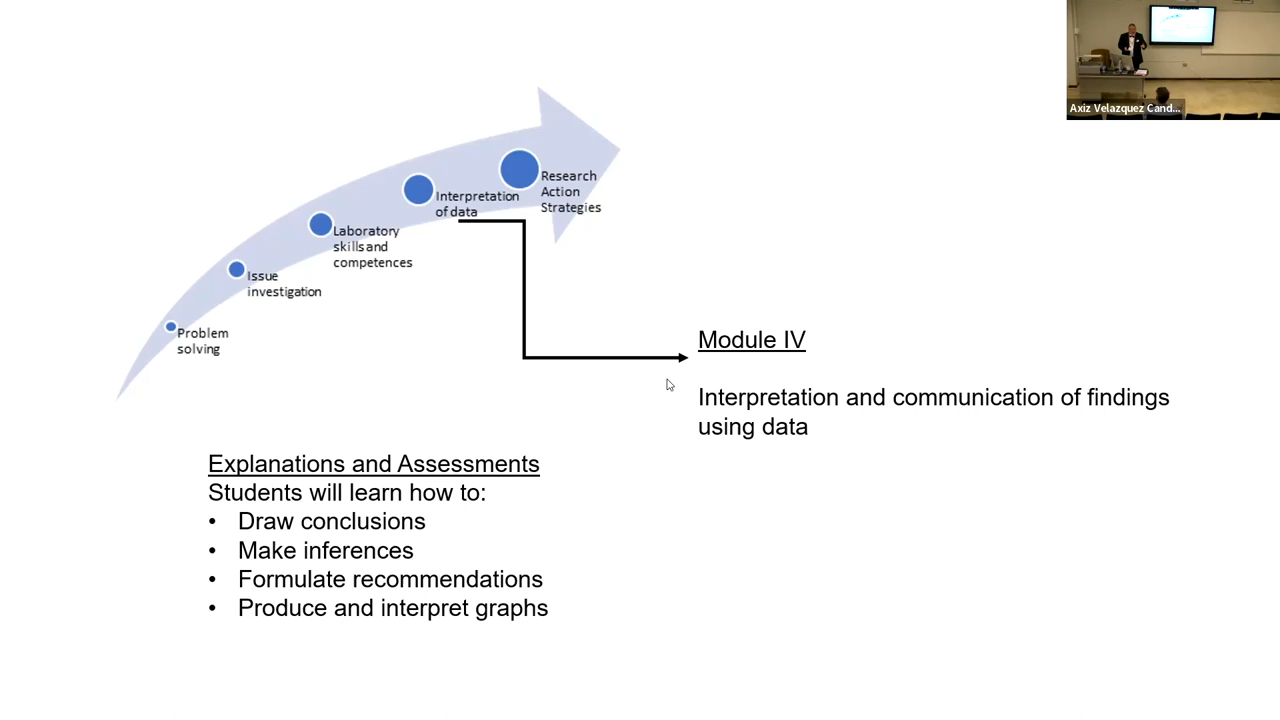 Axiz Velazquez Cand...
Research
Action
Strategies
Interpretation
of data
Laboratory
skills and
competences
Issue
investigation
Problem
solving
Module IV
Interpretation and communication of findings
using data
Explanations and Assessments
Students will learn how to:
• Draw conclusions
• Make inferences
• Formulate recommendations
• Produce and interpret graphs